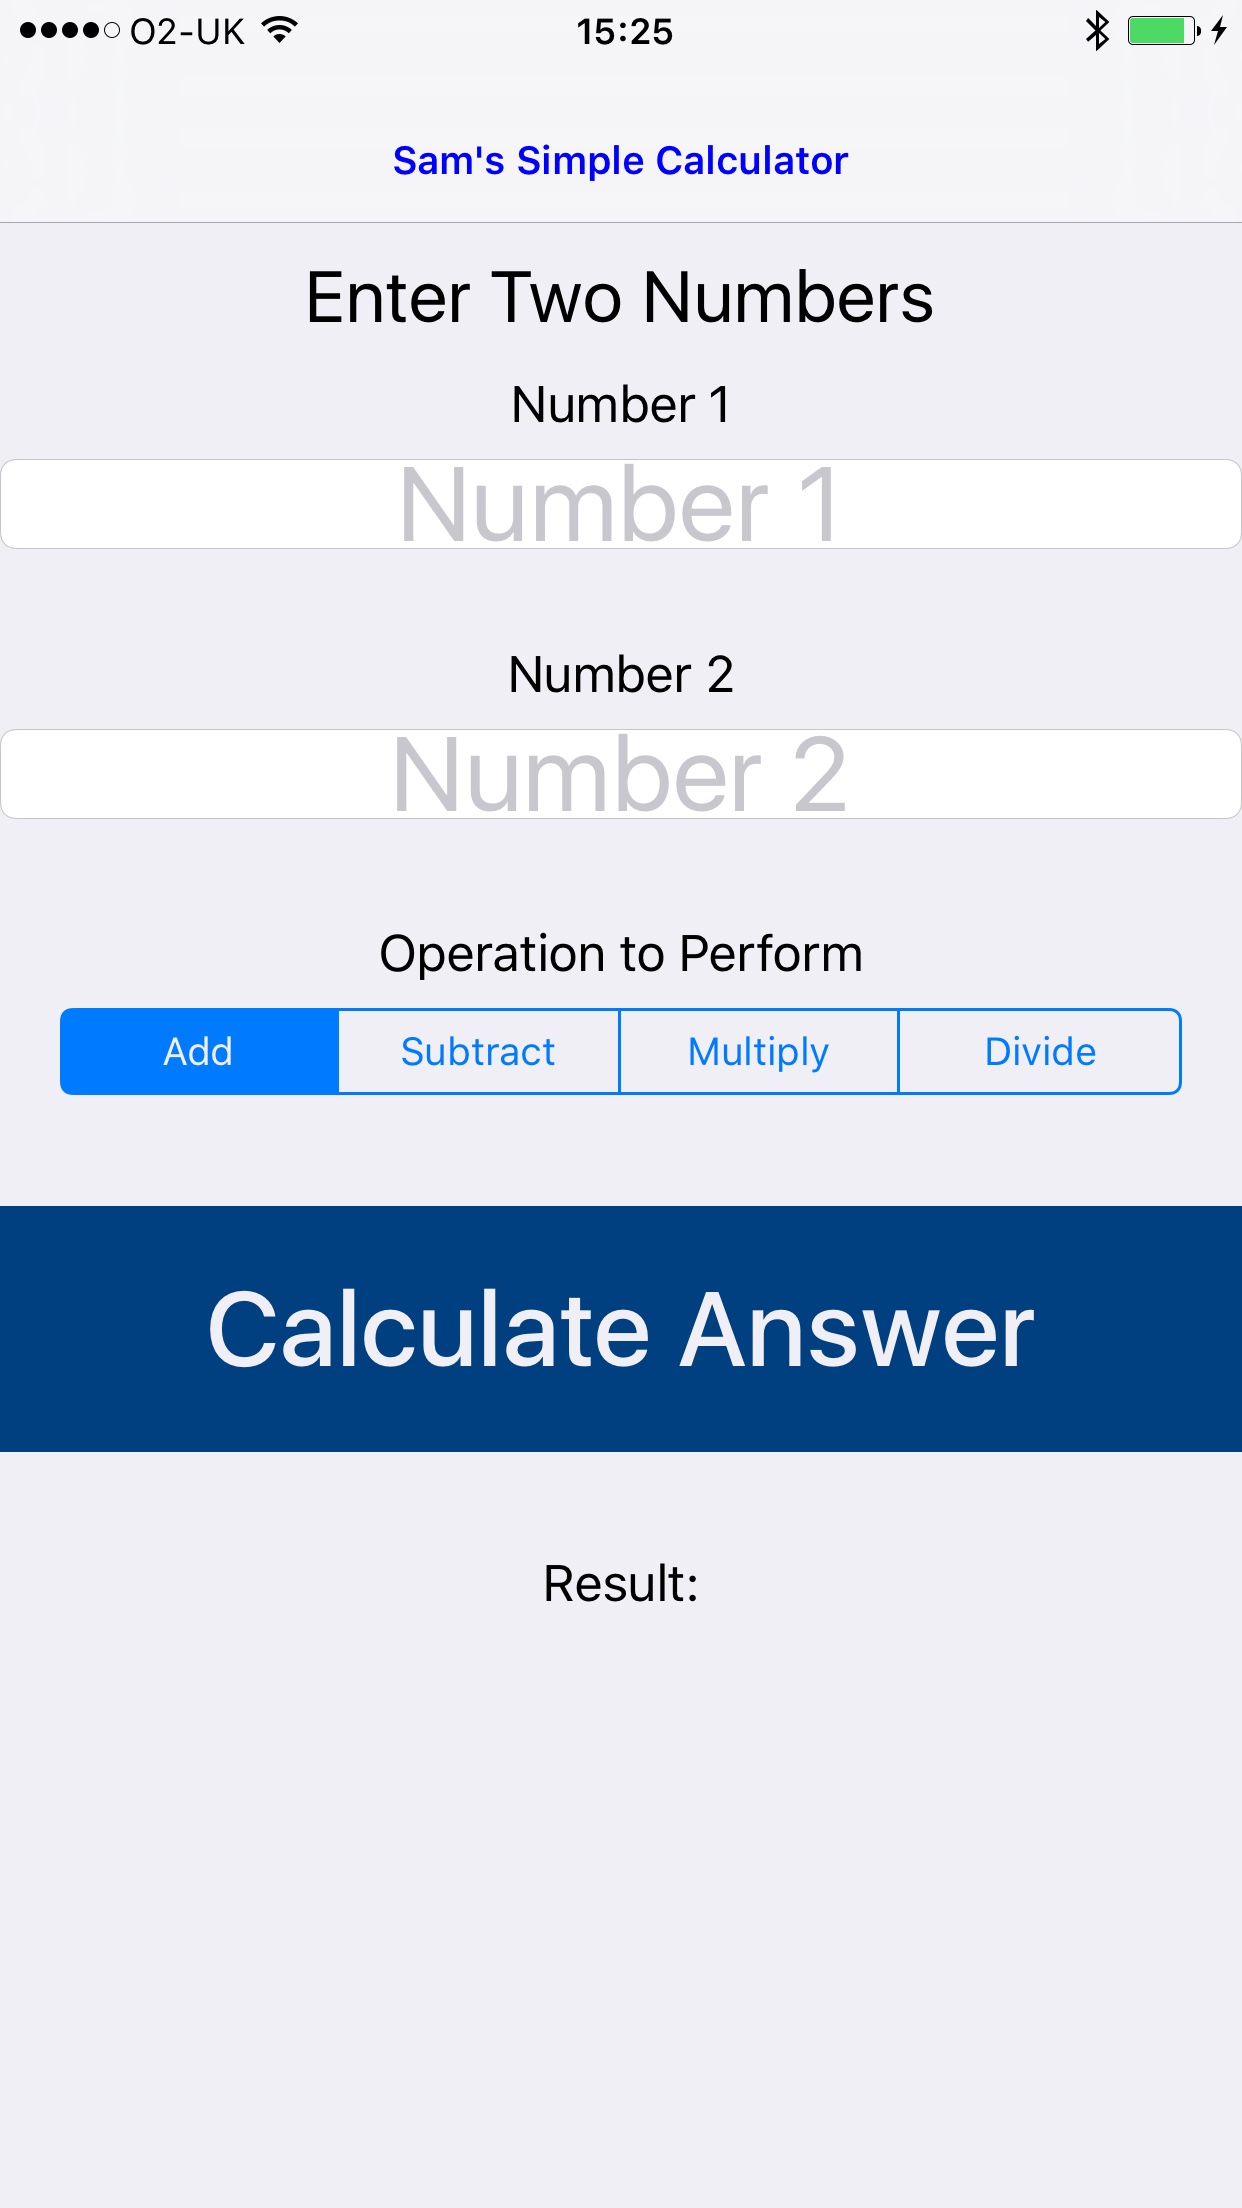 O2-UK 15:25
Sam's Simple Calculator
Enter Two Numbers
Number 1
Number 1
Number 2
Number 2
Operation to Perform
Add Subtract Multiply Divide
Calculate Answer
Result: